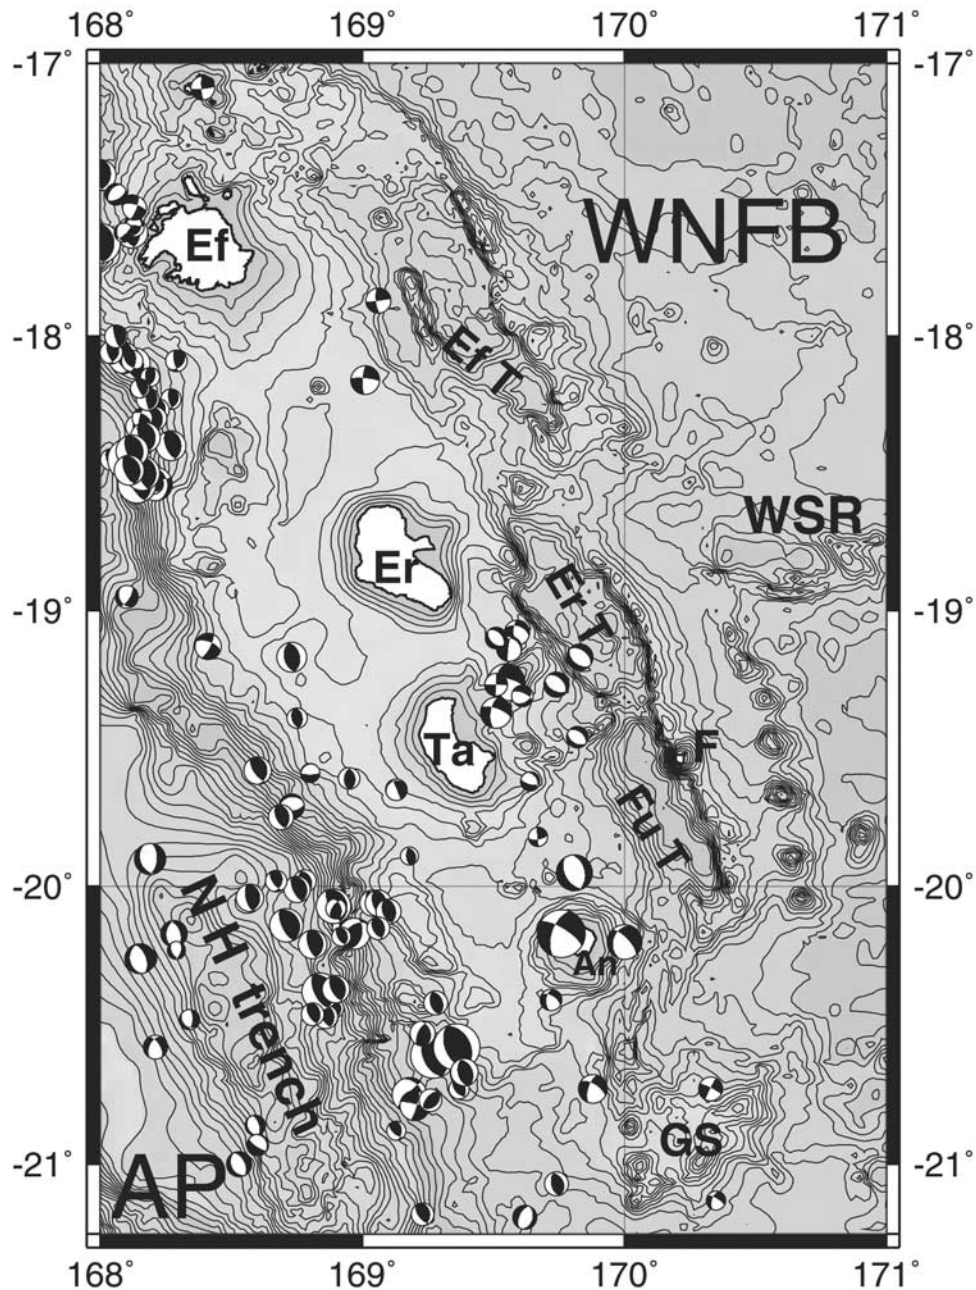 168° 169° 170° 171°
-17° -17°
WNFB
Ef
-18° -18°
Ef T
WSR
Er
Er T
-19° -19°
Ta
F
Fu T
-20° -20°
N H trench
An
GS
-21° -21°
AP
168° 169° 170° 171°